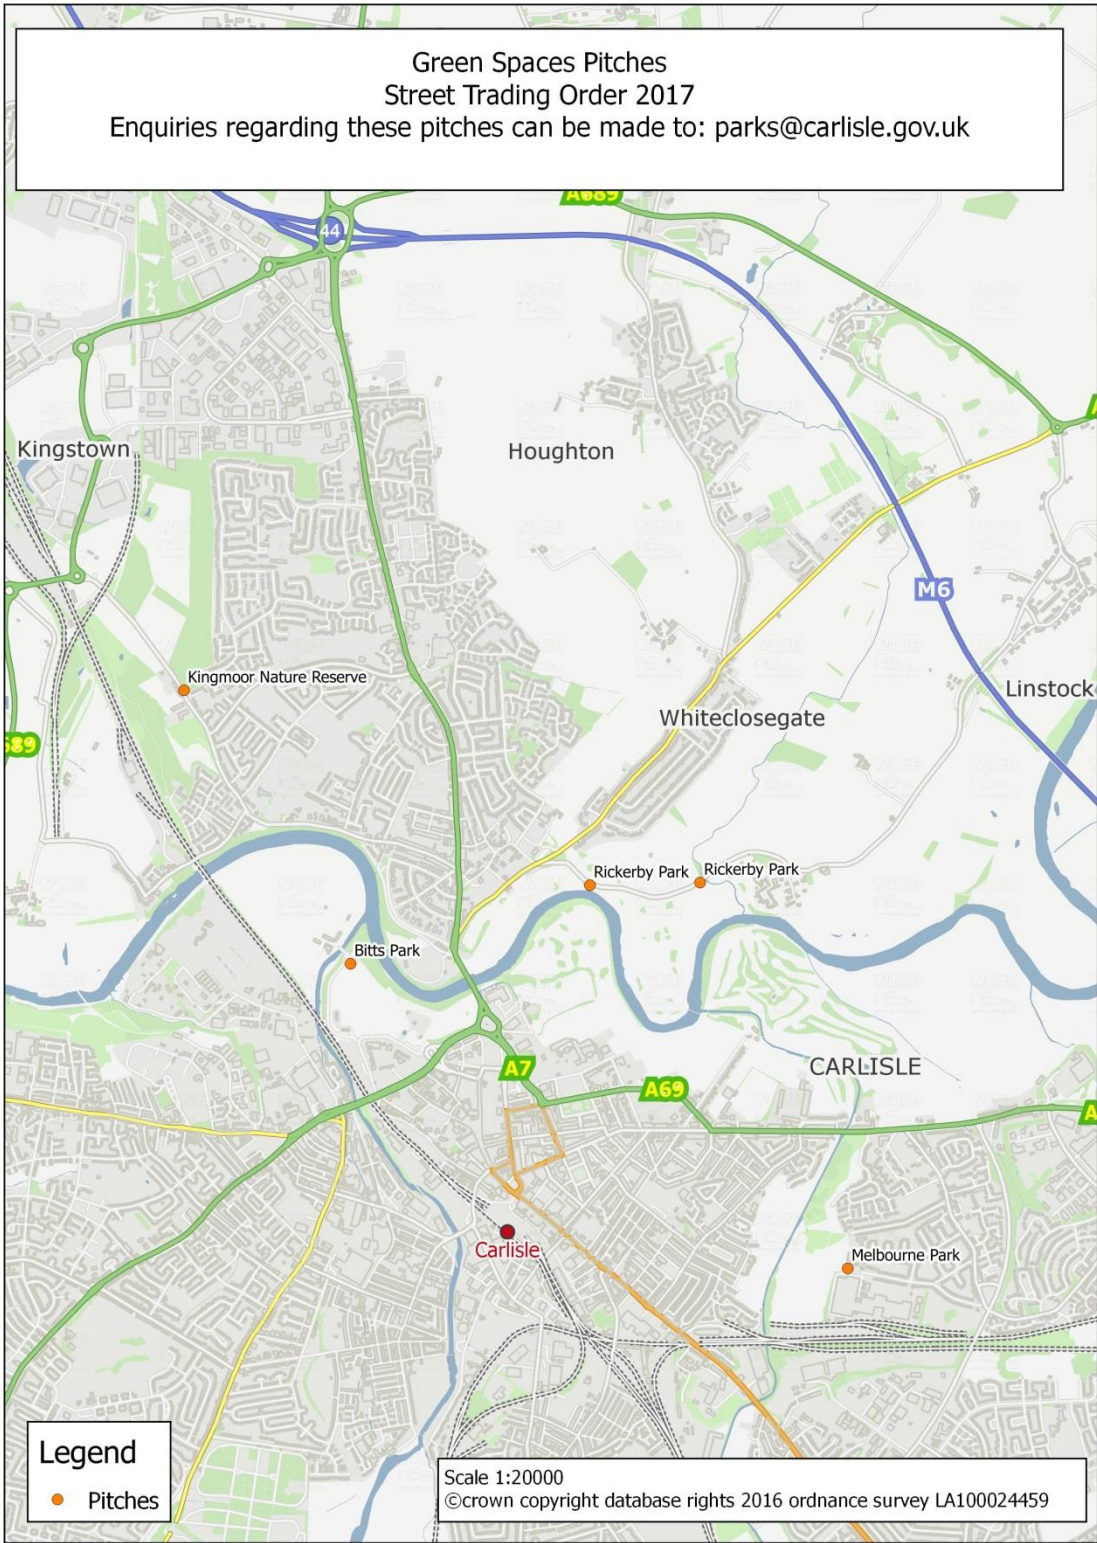 Green Spaces Pitches
Street Trading Order 2017
Enquiries regarding these pitches can be made to: parks@carlisle.gov.uk
A689
44
Kingstown
Houghton
A
M6
Kingmoor Nature Reserve
Linstock
Whiteclosegate
689
Rickerby Park
Rickerby Park
Bitts Park
CARLISLE
A7
A69
A
Melbourne Park
Carlisle
Legend
Pitches
Scale 1:20000
©crown copyright database rights 2016 ordnance survey LA100024459